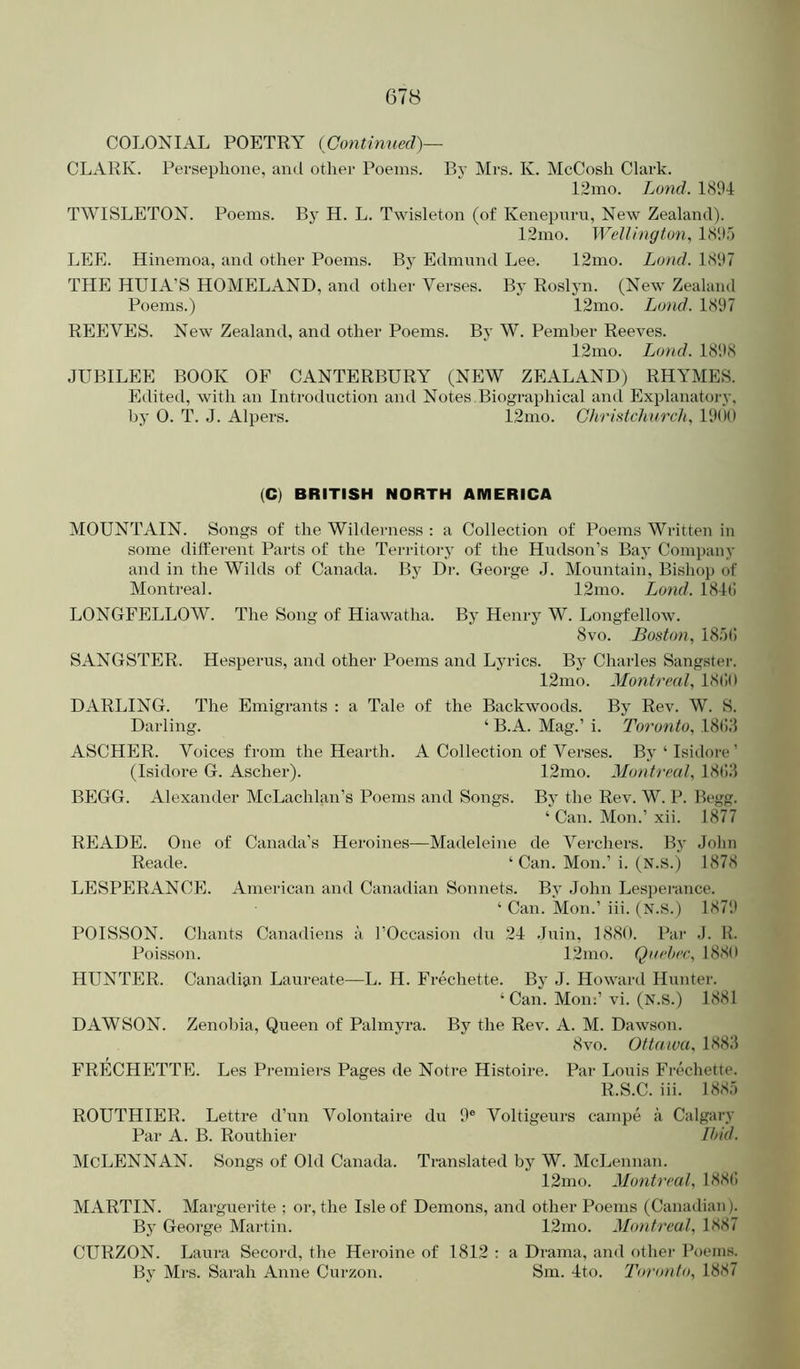 678
COLONIAL POETRY (Continued)—
CLARK. Persephone, and other Poems. By Mrs. K. McCosh Clark.
12mo. Lond. 1894
TWISLETON. Poems. By H. L. Twisleton (of Kenepuru, New Zealand).
12mo. Wellington, 1895
LEE. Hinemoa, and other Poems. By Edmund Lee. 12mo. Lond. 1897
THE HUIA'S HOMELAND, and other Verses. By Roslyn. (New Zealand
Poems.) 12mo. Lond. 1897
REEVES. New Zealand, and other Poems. By W. Pember Reeves.
12mo. Lond. 1898
JUBILEE BOOK OF CANTERBURY (NEW ZEALAND) RHYMES.
Edited, with an Introduction and Notes Biographical and Explanatory,
by O. T. J. Alpers. 12mo. Christchurch, 1900
(C) BRITISH NORTH AMERICA
MOUNTAIN. Songs of the Wilderness : a Collection of Poems Written in
some different Parts of the Territory of the Hudson's Bay Company
and in the Wilds of Canada. By Dr. George J. Mountain, Bishop of
Montreal. 12mo. Lond. 1846
LONGFELLOW. The Song of Hiawatha. By Henry W. Longfellow.
8vo. Boston, 1856
SANGSTER. Hesperus, and other Poems and Lyrics. By Charles Sangster.
12mo. Montreal, 1860
DARLING. The Emigrants : a Tale of the Backwoods. By Rev. W. S.
Darling. ' B.A. Mag.' i. Toronto, 1863
ASCHER. Voices from the Hearth. A Collection of Verses. By ' Isidore '
(Isidore G. Ascher). 12mo. Montreal, 1863
BEGG. Alexander McLachlan's Poems and Songs. By the Rev. W. P. Begg.
' Can. Mon.' xii. 1877
READE. One of Canada's Heroines—Madeleine de Verchers. By John
Reade. ' Can. Mon.' i. (N.S.) 1878
LESPERANCE. American and Canadian Sonnets. By John Lesperance.
' Can. Mon.' iii. (N.S.) 1879
POISSON. Chants Canadiens à l'Occasion du 24 Juin, 1880. Par J. R.
Poisson. 12mo. Quebec, 1880
HUNTER. Canadian Laureate—L. H. Frechette. By J. Howard Hunter.
' Can. Mon:' vi. (N.S.) 1881
DAWSON. Zenobia, Queen of Palmyra. By the Rev. A. M. Dawson.
8vo. Ottawa, 1883
FRÉCHETTE. Les Premiers Pages de Notre Histoire. Par Louis Fréchette.
R.S.C. iii. 1885
ROUTHIER. Lettre d'un Volontaire du 9e Voltigeurs campé à Calgary
Par A. B. Routhier Ibid.
McLENNAN. Songs of Old Canada. Translated by W. McLennan.
12mo. Montreal, 1886
MARTIN. Marguerite ; or, the Isle of Demons, and other Poems (Canadian).
By George Martin. 12mo. Montreal, 1887
CURZON. Laura Secord, the Heroine of 1812 : a Drama, and other Poems.
By Mrs. Sarah Anne Curzon. Sm. 4to. Toronto, 1887